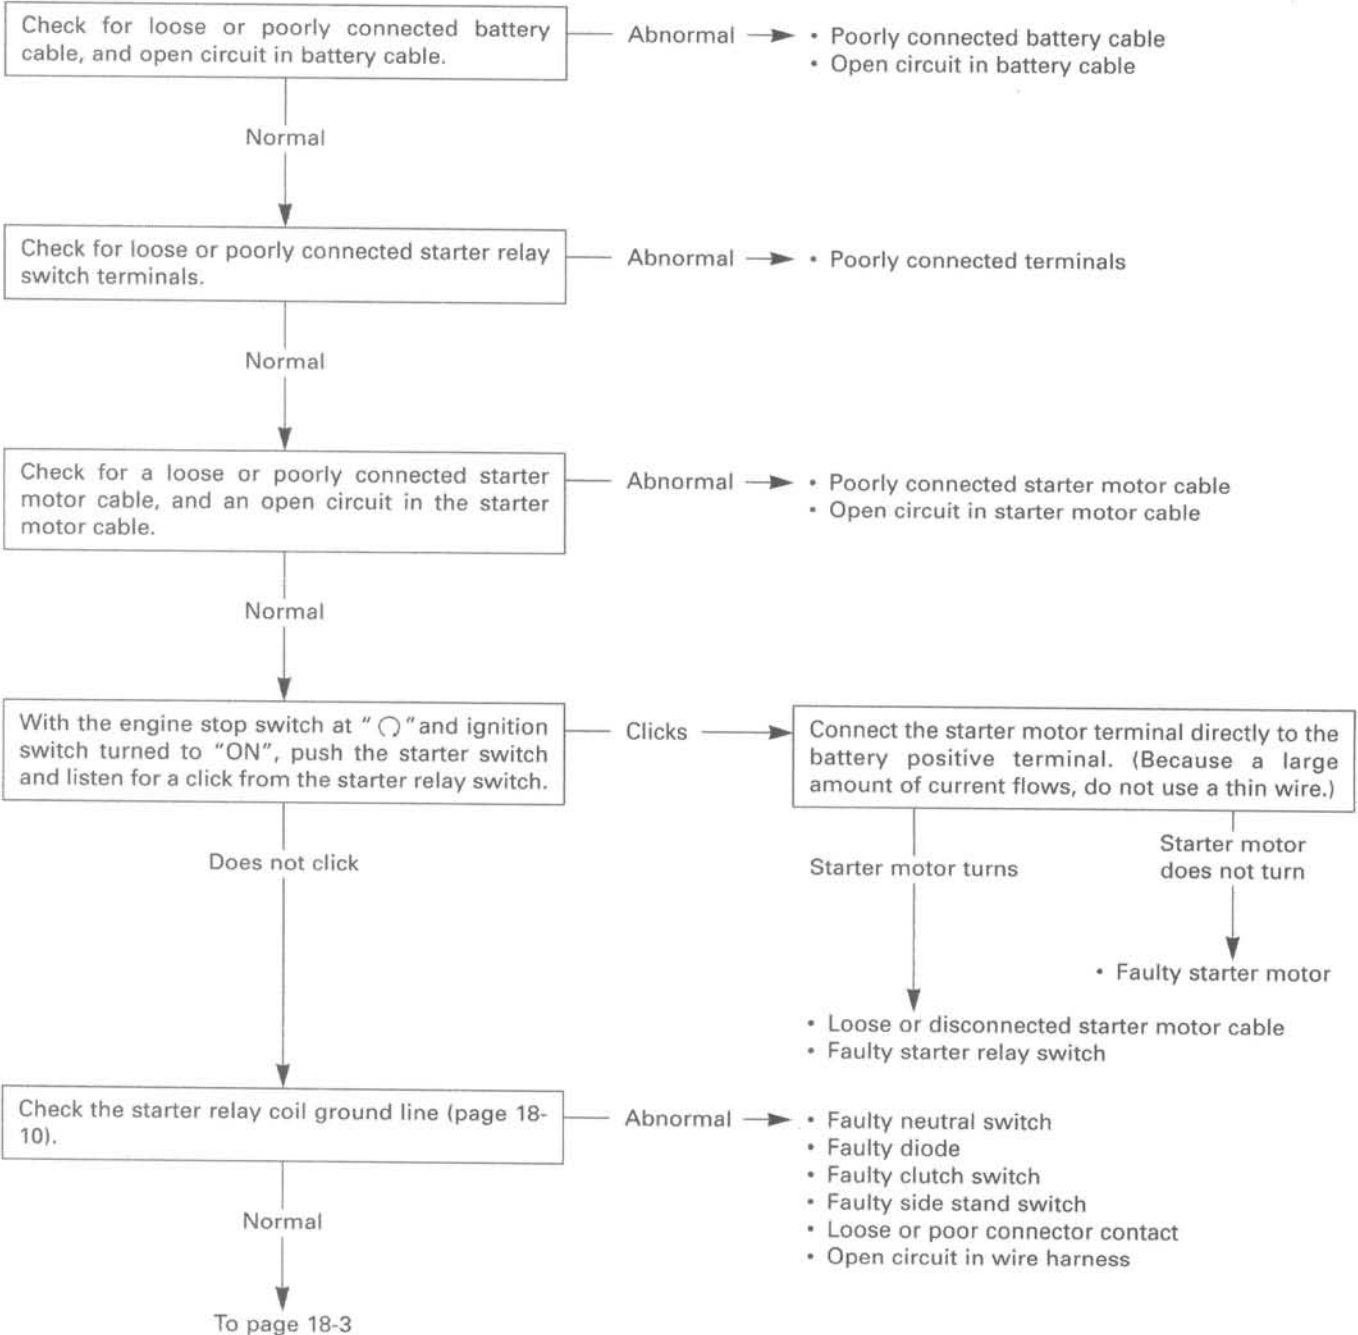 Check for loose or poorly connected battery
cable, and open circuit in battery cable.
Abnormal
• Poorly connected battery cable
• Open circuit in battery cable
Normal
Check for loose or poorly connected starter relay
switch terminals.
Abnormal
• Poorly connected terminals
Normal
Check for a loose or poorly connected starter
motor cable, and an open circuit in the starter
motor cable.
Abnormal
• Poorly connected starter motor cable
• Open circuit in starter motor cable
Normal
With the engine stop switch at " " and ignition
switch turned to "ON", push the starter switch
and listen for a click from the starter relay switch.
Clicks
Connect the starter motor terminal directly to the
battery positive terminal. (Because a large
amount of current flows, do not use a thin wire.)
Does not click
Starter motor turns
Starter motor
does not turn
• Faulty starter motor
• Loose or disconnected starter motor cable
• Faulty starter relay switch
Check the starter relay coil ground line (page 18-
10).
Abnormal
• Faulty neutral switch
• Faulty diode
• Faulty clutch switch
• Faulty side stand switch
• Loose or poor connector contact
• Open circuit in wire harness
Normal
To page 18-3